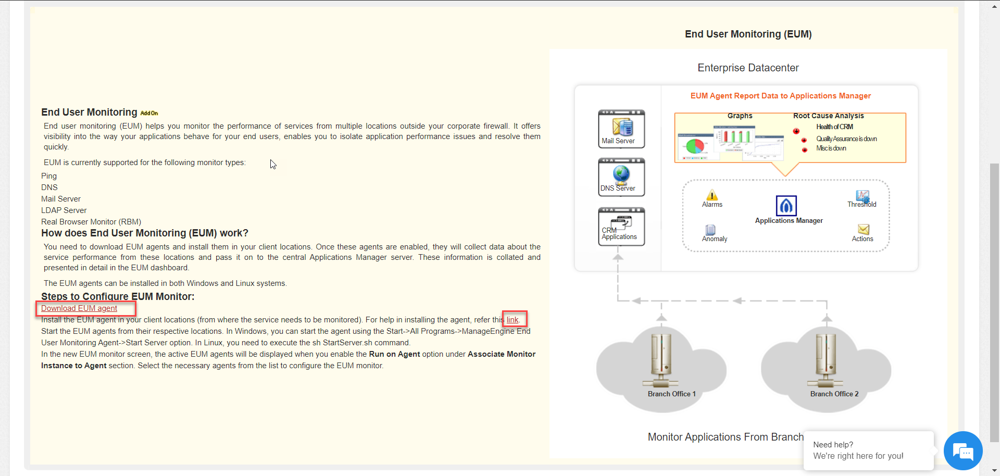 End User Monitoring Add On
End user monitoring (EUM) helps you monitor the performance of services from multiple locations outside your corporate firewall. It offers
visibility into the way your applications behave for your end users, enables you to isolate application performance issues and resolve them
quickly.
EUM is currently supported for the following monitor types:
Ping
DNS
Mail Server
LDAP Server
Real Browser Monitor (RBM)
How does End User Monitoring (EUM) work?
You need to download EUM agents and install them in your client locations. Once these agents are enabled, they will collect data about the
service performance from these locations and pass it on to the central Applications Manager server. These information is collated and
presented in detail in the EUM dashboard.
The EUM agents can be installed in both Windows and Linux systems.
Steps to Configure EUM Monitor:
Download EUM agent
Install the EUM agent in your client locations (from where the service needs to be monitored). For help in installing the agent, refer this link.
Start the EUM agents from their respective locations. In Windows, you can start the agent using the Start->All Programs->ManageEngine End
User Monitoring Agent->Start Server option. In Linux, you need to execute the sh StartServer.sh command.
In the new EUM monitor screen, the active EUM agents will be displayed when you enable the Run on Agent option under Associate Monitor
Instance to Agent section. Select the necessary agents from the list to configure the EUM monitor.
End User Monitoring (EUM)
Enterprise Datacenter
EUM Agent Report Data to Applications Manager
Graphs
Root Cause Analysis
Health of CRM
Quality Assurance is down
Misc is down
Mail Server
DNS Server
CRM
Applications
Alarms
Threshold
Applications Manager
Anomaly
Actions
Branch Office 1
Branch Office 2
Monitor Applications From Branch
Need help?
We're right here for you!